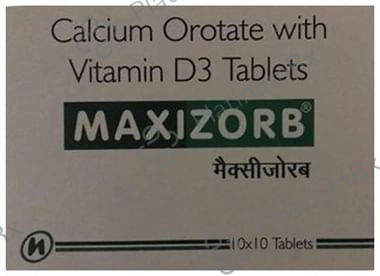 Calcium Orotate with
Vitamin D3 Tablets
MAXIZORB®
मैक्सीजोरब
10x10 Tablets